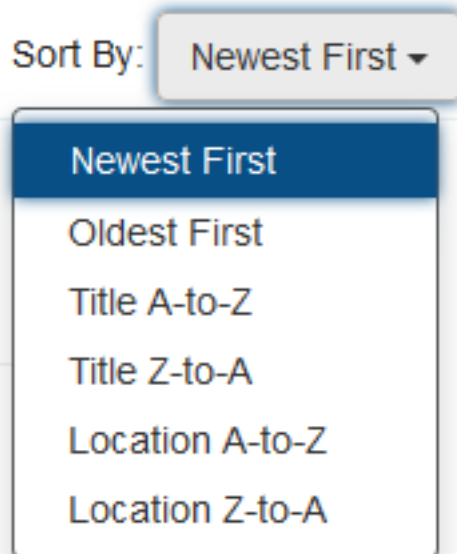 Sort By: Newest First
Newest First
Oldest First
Title A-to-Z
Title Z-to-A
Location A-to-Z
Location Z-to-A